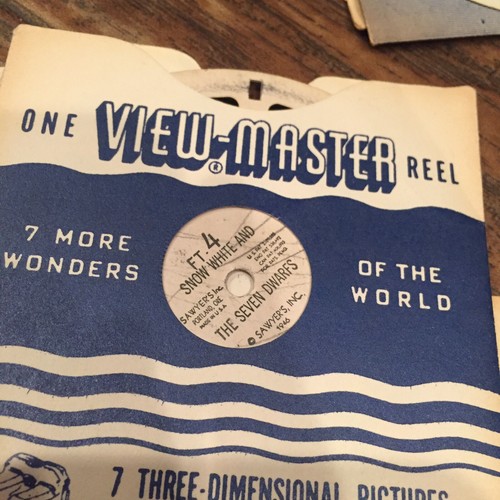 ONE VIEW-MASTER® REEL
7 MORE
WONDERS
FT. 4
SNOW WHITE AND
THE SEVEN DWARFS
SAWYER'S INC.
PORTLAND, ORE
MADE IN U.S.A.
© SAWYER'S, INC.
1946
OF THE
WORLD
7 THREE-DIMENSIONAL PICTURES